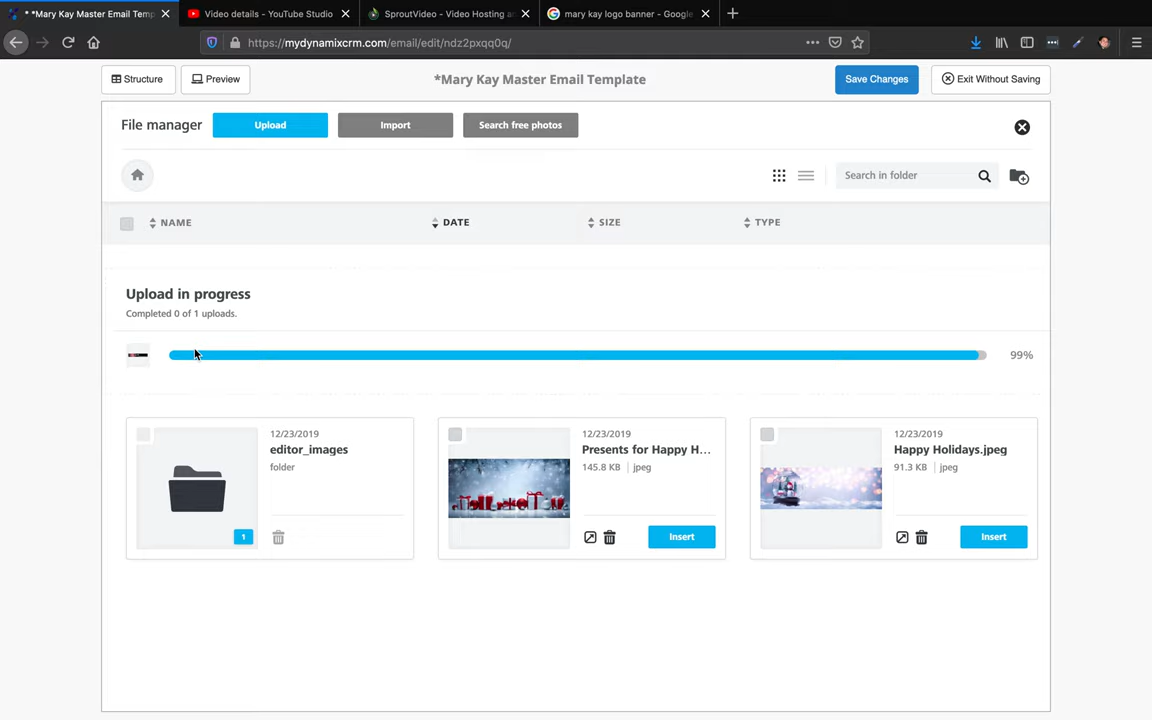 * *Mary Kay Master Email Temp
Video details - YouTube Studio
SproutVideo - Video Hosting an
mary kay logo banner - Google
https://mydynamixcrm.com/email/edit/ndz2pxqq0q/
Structure
Preview
*Mary Kay Master Email Template
Save Changes
Exit Without Saving
File manager
Upload
Import
Search free photos
Search in folder
NAME
DATE
SIZE
TYPE
Upload in progress
Completed 0 of 1 uploads.
99%
12/23/2019
editor_images
folder
1
12/23/2019
Presents for Happy H...
145.8 KB | jpeg
Insert
12/23/2019
Happy Holidays.jpeg
91.3 KB | jpeg
Insert